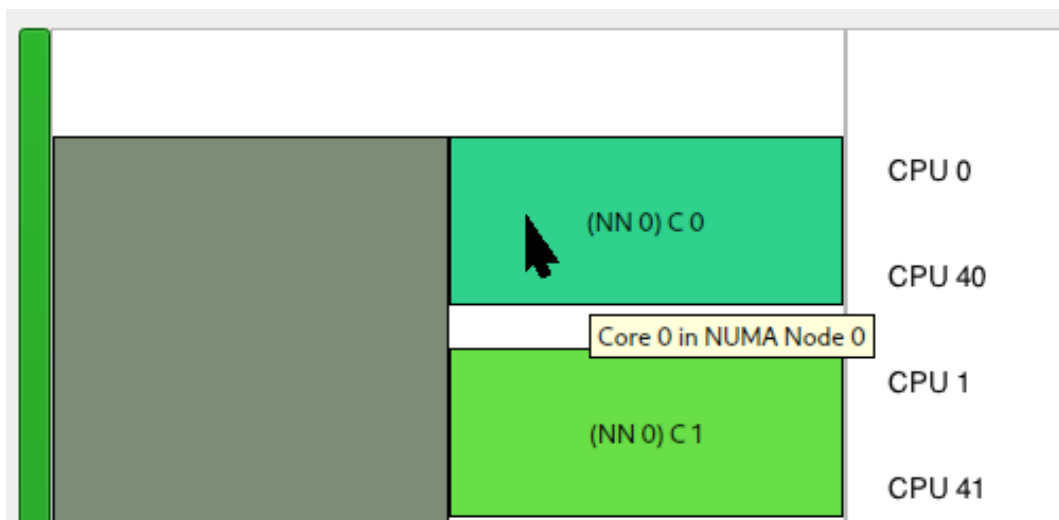 CPU 0
(NN 0) C 0
CPU 40
Core 0 in NUMA Node 0
CPU 1
(NN 0) C 1
CPU 41